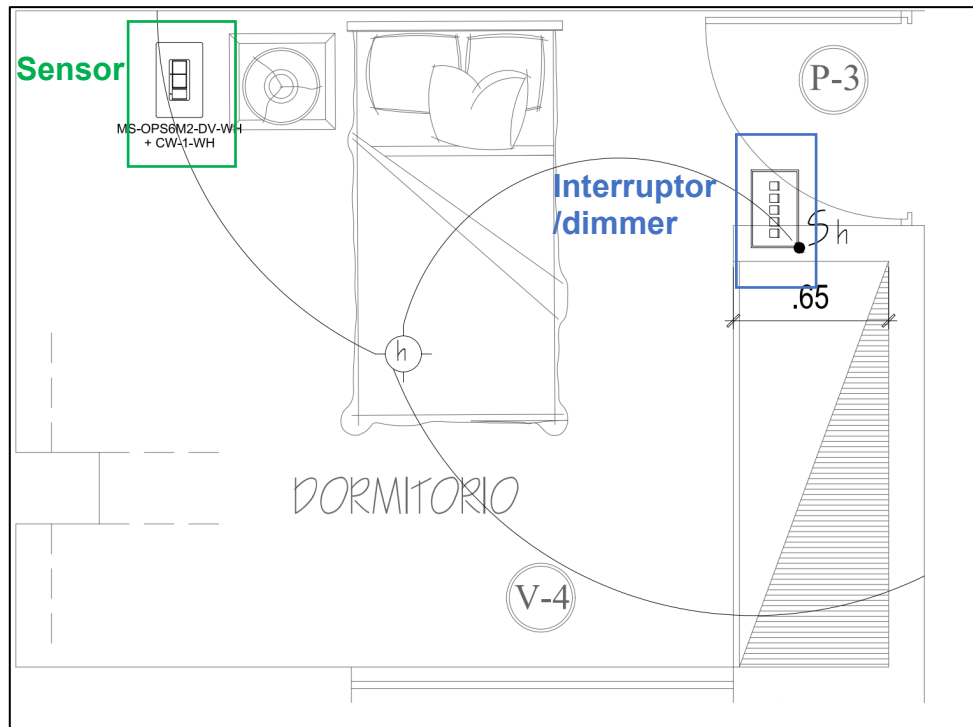 Sensor
MS-OPS6M2-DV-WH
+ CW-1-WH
P-3
Interruptor
/dimmer
Sh
.65
h
DORMITORIO
V-4